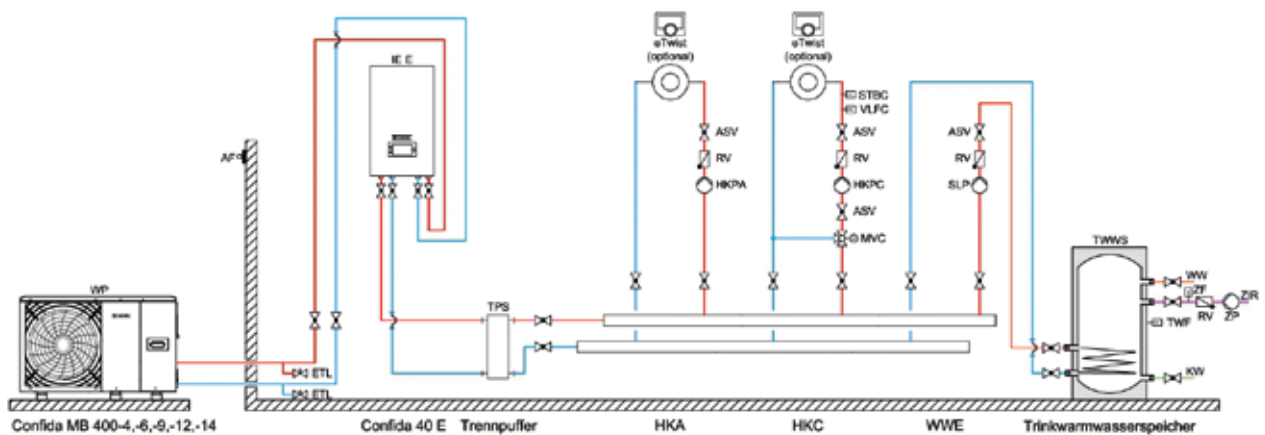 eTwist
(optional)
eTwist
(optional)
IE E
STBC
VLFC
ASV
ASV
ASV
AF
RV
RV
RV
HKPA
HKPC
SLP
ASV
MVC
TWWS
WP
TPS
WW
ZF
ZIR
RV
ZP
TWF
ETL
ETL
KW
Confida MB 400-4,-6,-9,-12,-14
Confida 40 E
Trennpuffer
HKA
HKC
WWE
Trinkwarmwasserspeicher